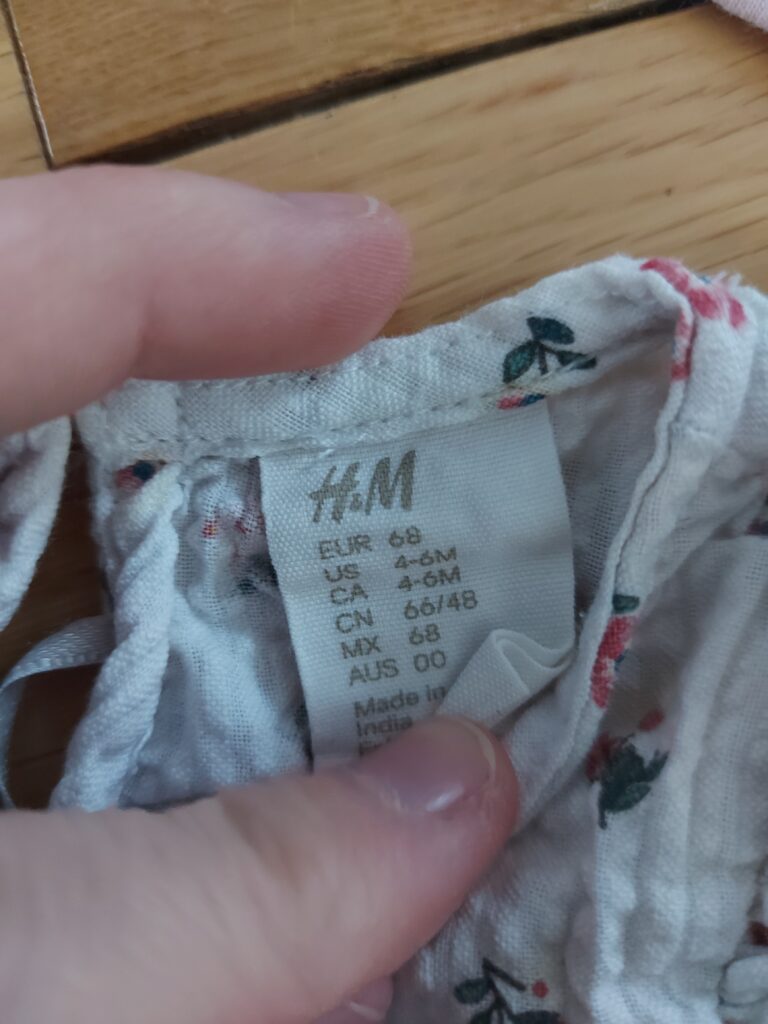 H&M
EUR 68
US 4-6M
CA 4-6M
CN 66/48
MX 68
AUS 00
Made in
India